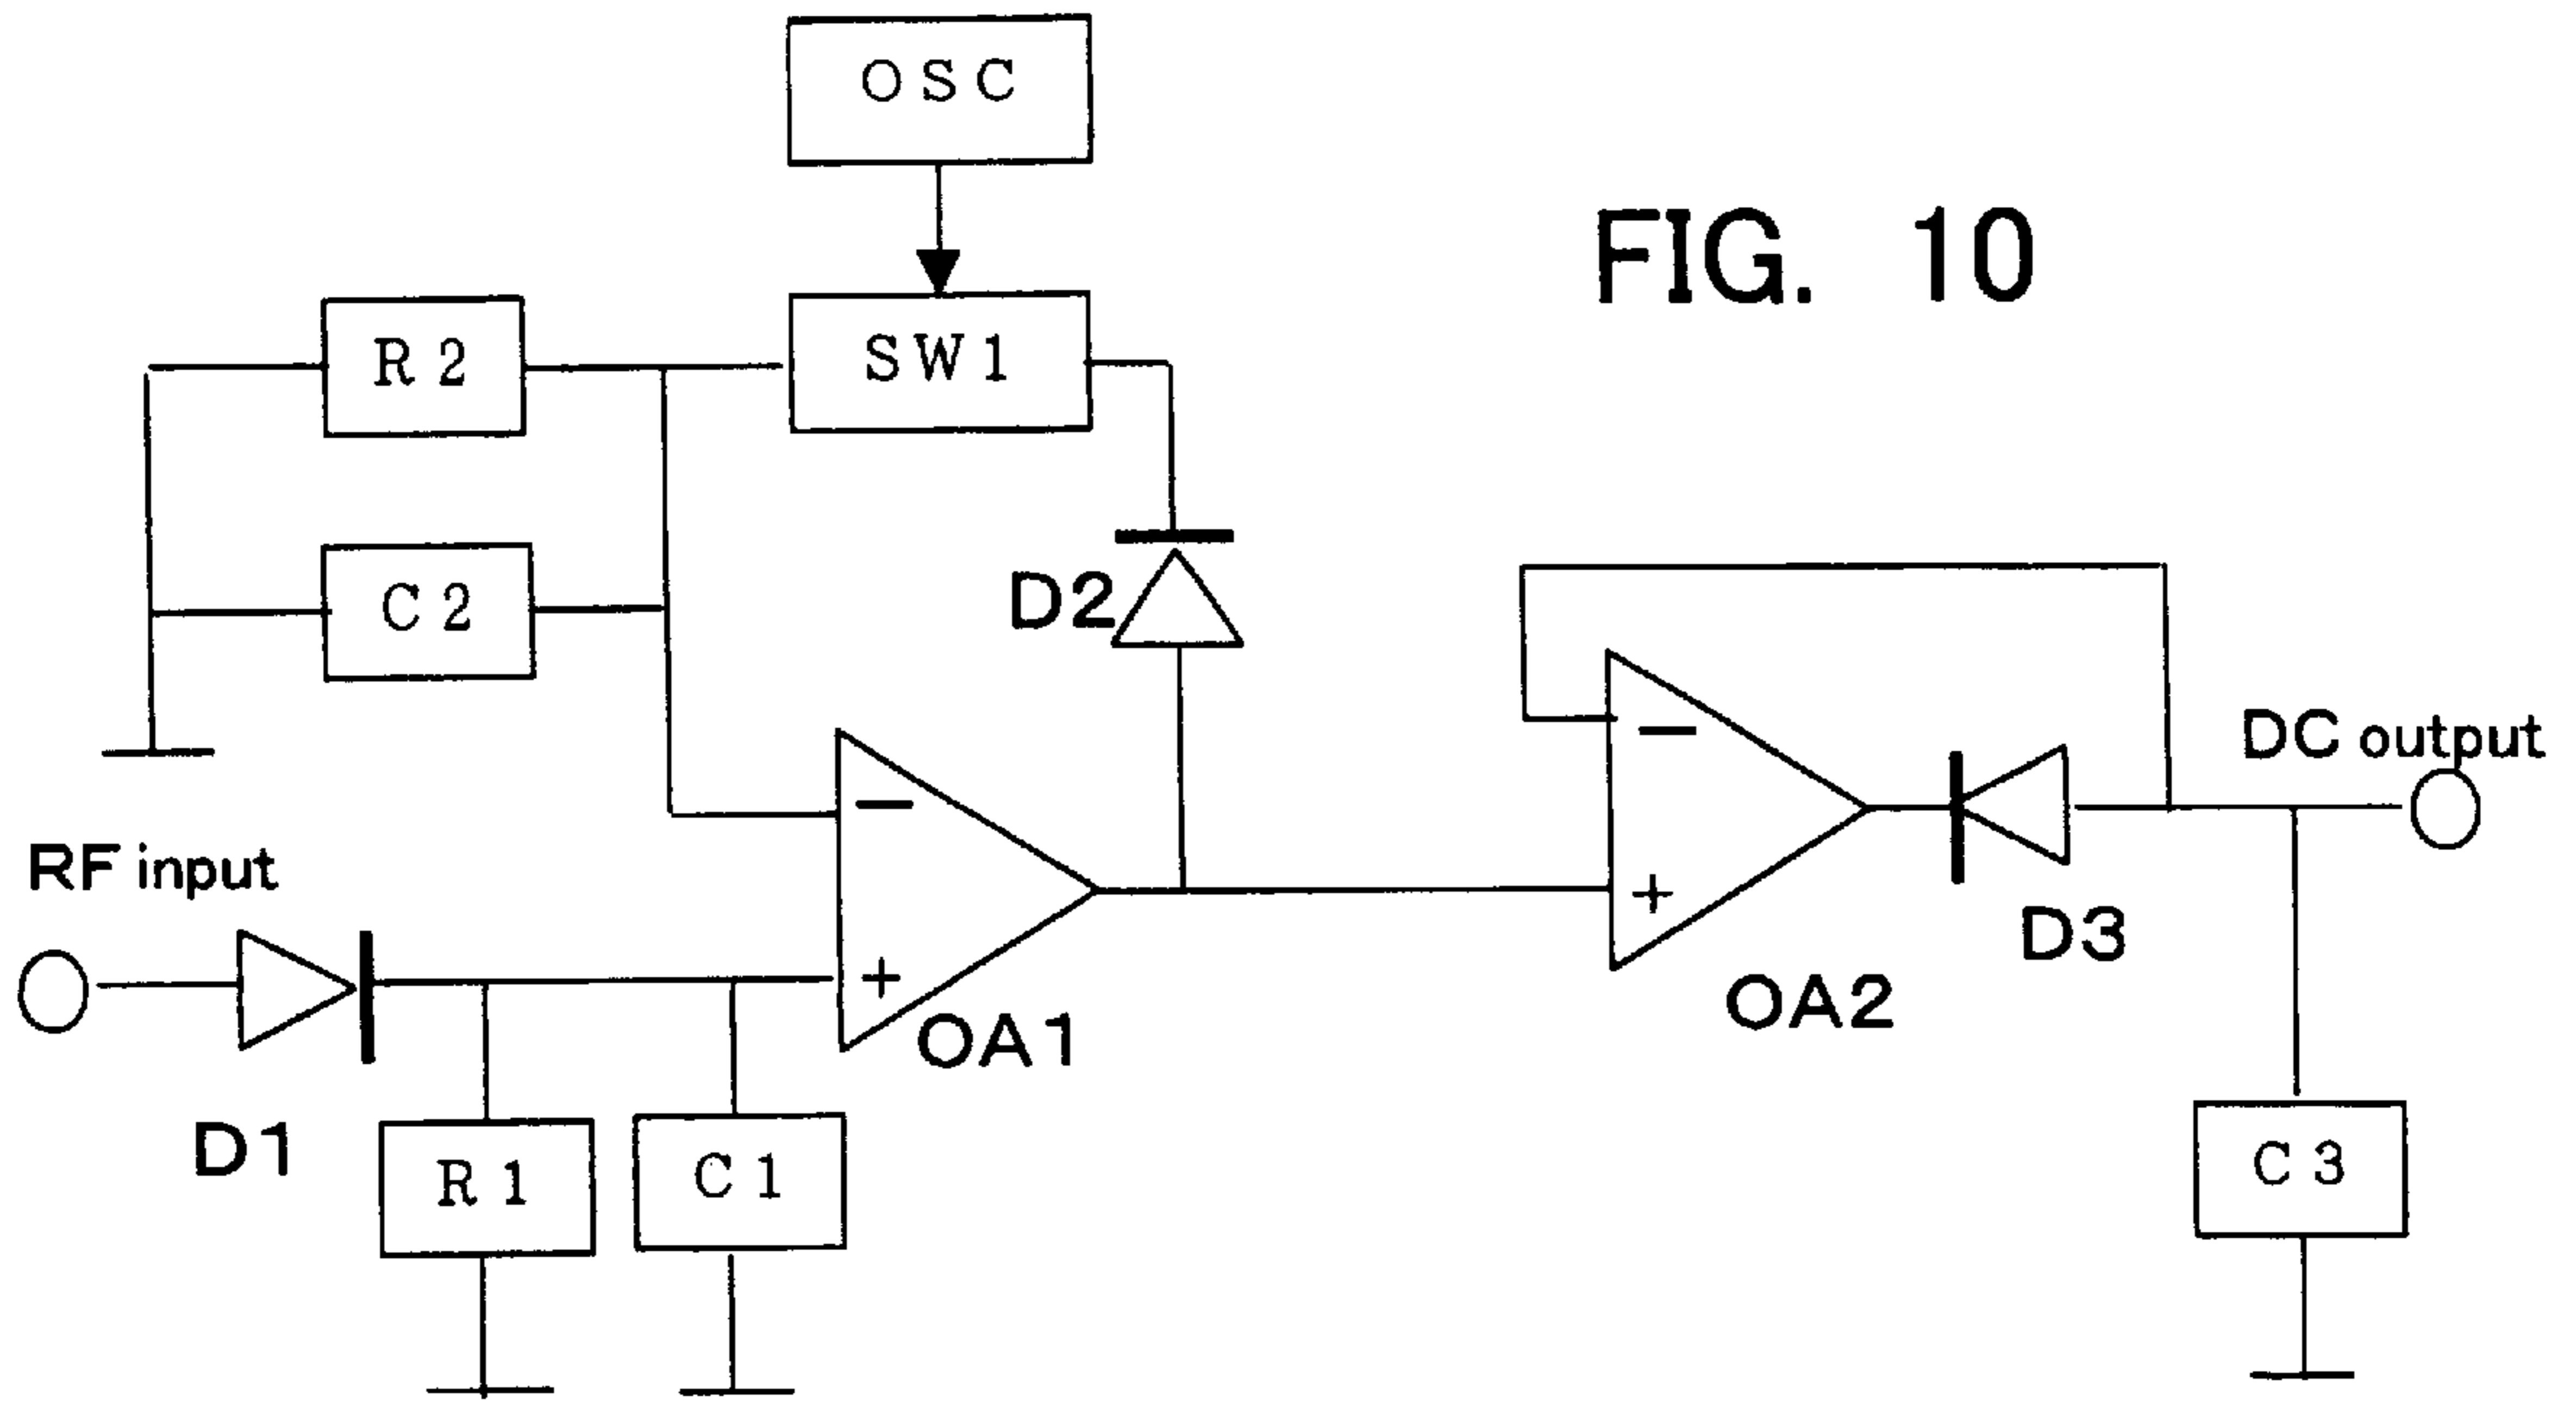 OSC
FIG. 10
R2
SW1
C2
D2
DC output
RF input
−
+
OA1
−
+
OA2
D3
D1
R1
C1
C3